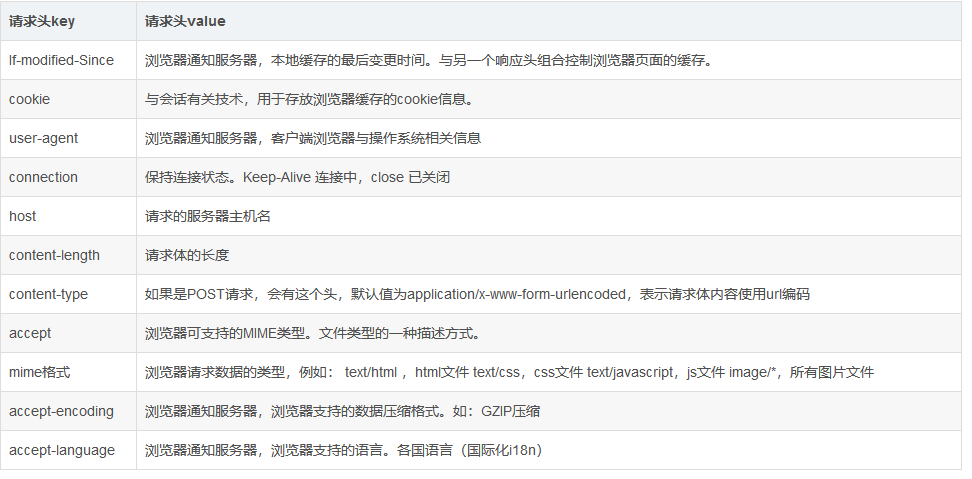 请求头key 请求头value
If-modified-Since 浏览器通知服务器，本地缓存的最后变更时间。与另一个响应头组合控制浏览器页面的缓存。
cookie 与会话有关技术，用于存放浏览器缓存的cookie信息。
user-agent 浏览器通知服务器，客户端浏览器与操作系统相关信息
connection 保持连接状态。Keep-Alive 连接中，close 已关闭
host 请求的服务器主机名
content-length 请求体的长度
content-type 如果是POST请求，会有这个头，默认值为application/x-www-form-urlencoded，表示请求体内容使用url编码
accept 浏览器可支持的MIME类型。文件类型的一种描述方式。
mime格式 浏览器请求数据的类型，例如： text/html ，html文件 text/css，css文件 text/javascript，js文件 image/*，所有图片文件
accept-encoding 浏览器通知服务器，浏览器支持的数据压缩格式。如：GZIP压缩
accept-language 浏览器通知服务器，浏览器支持的语言。各国语言（国际化i18n）